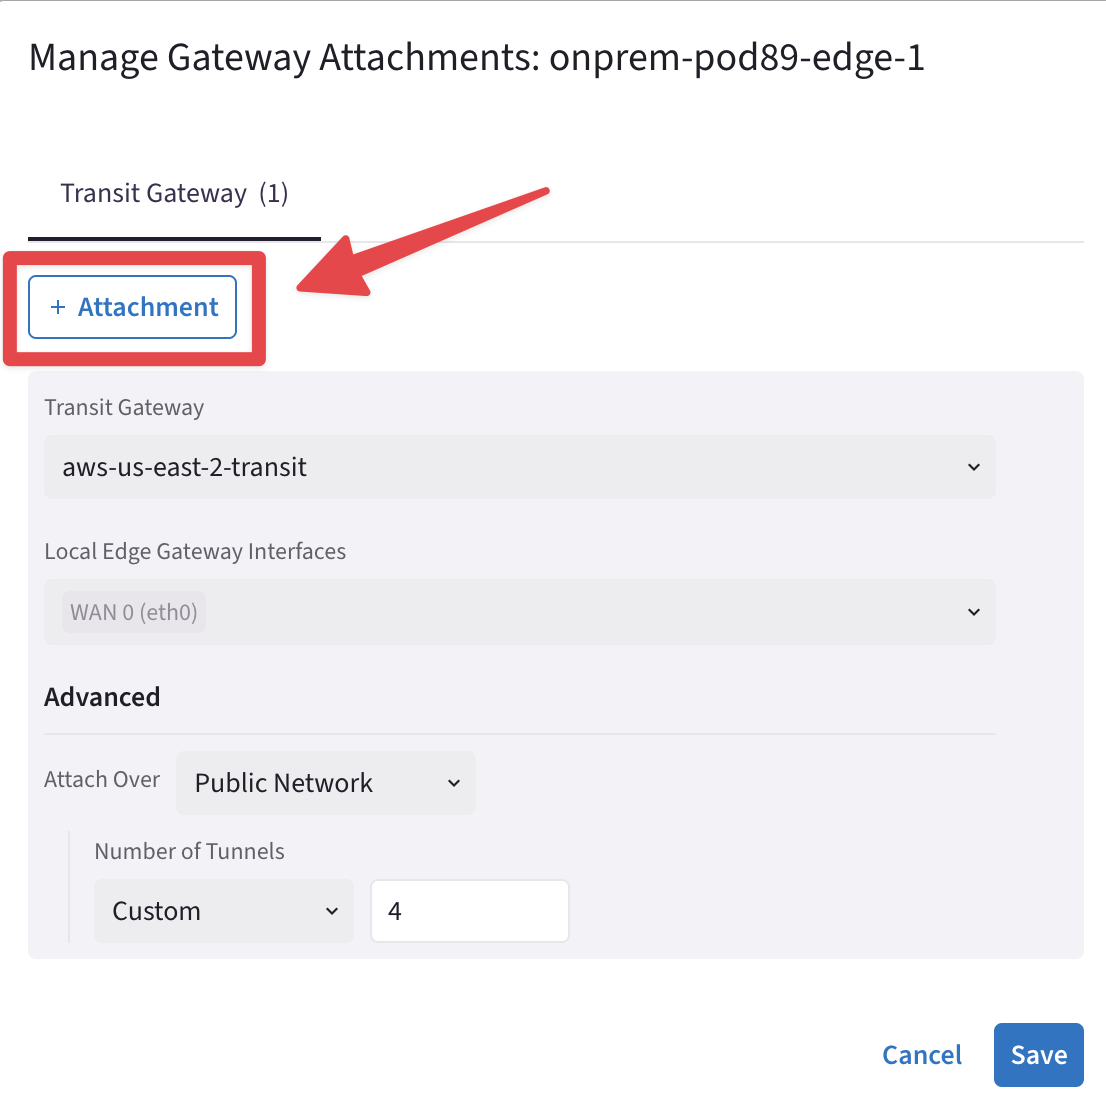 Manage Gateway Attachments: onprem-pod89-edge-1
Transit Gateway (1)
+ Attachment
Transit Gateway
aws-us-east-2-transit
Local Edge Gateway Interfaces
WAN 0 (eth0)
Advanced
Attach Over Public Network
Number of Tunnels
Custom 4
Cancel Save